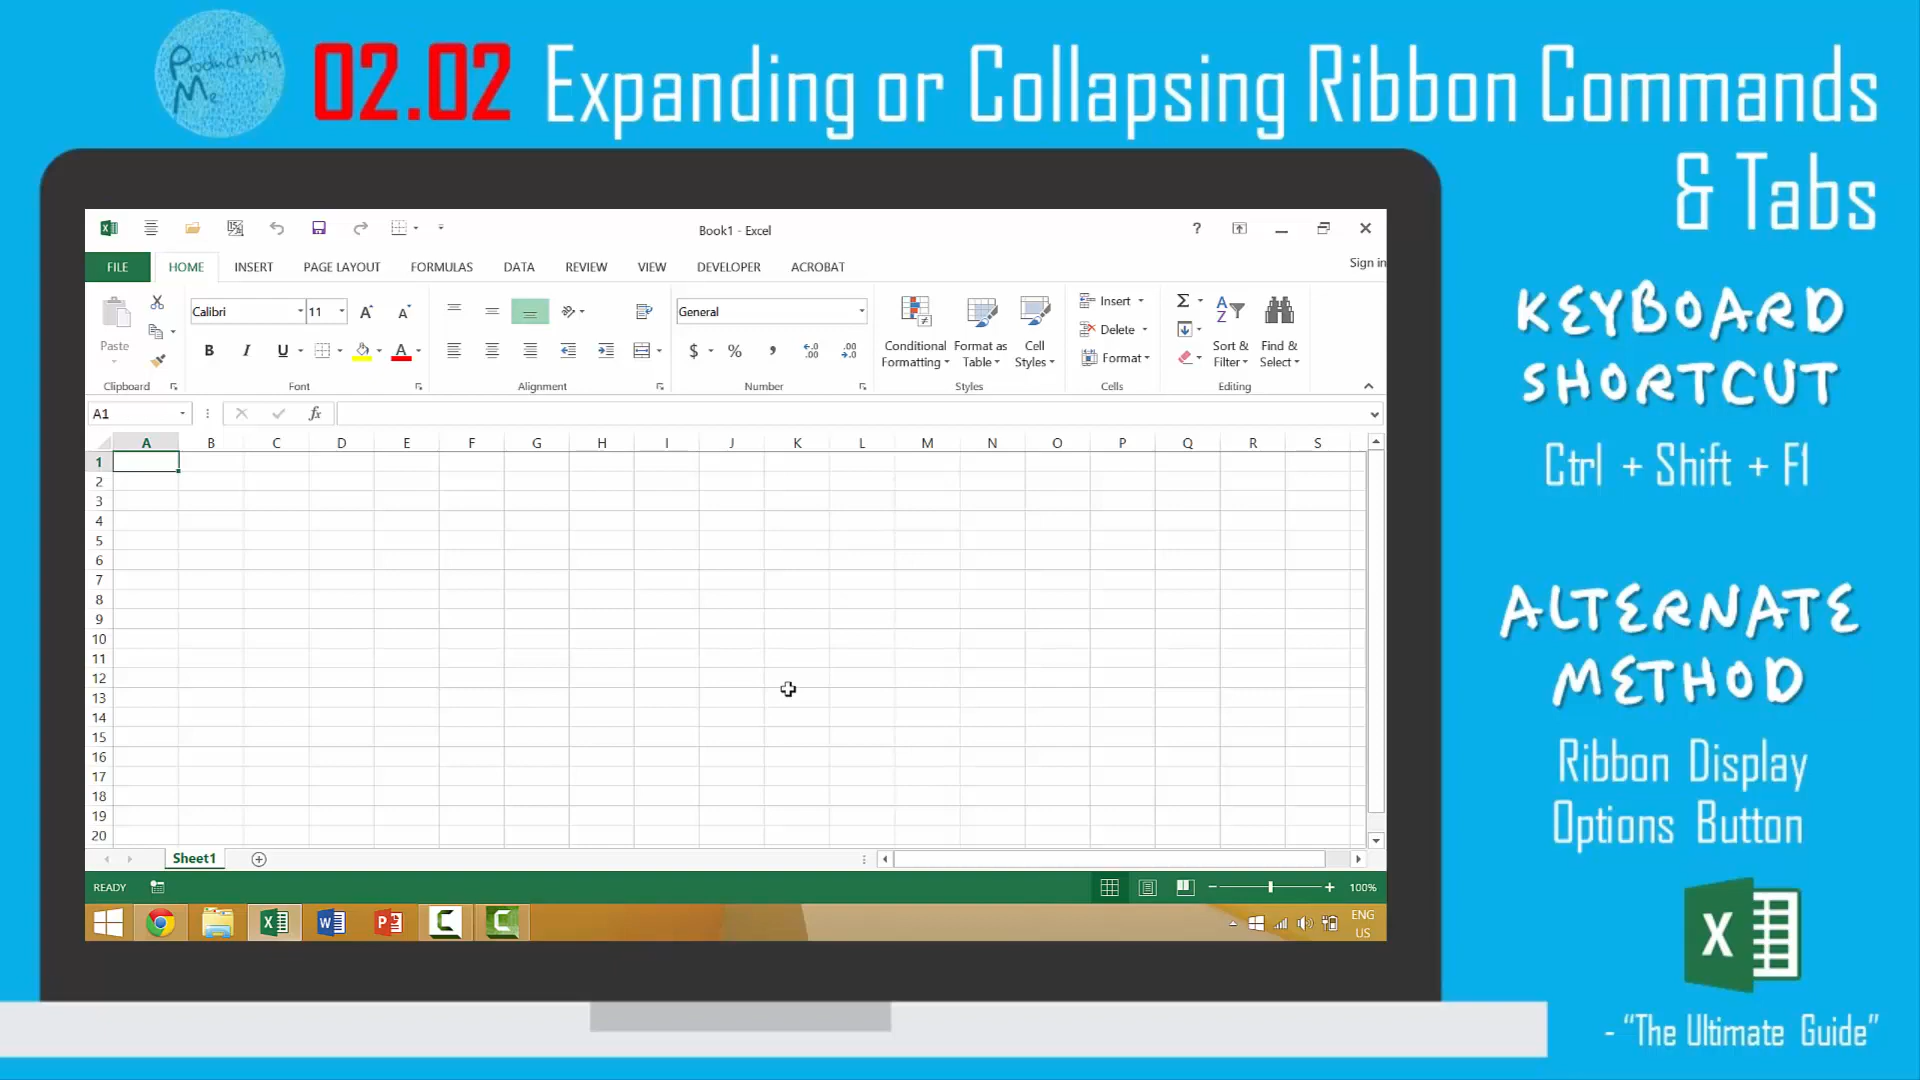 Productivity
Me
02.02 Expanding or Collapsing Ribbon Commands
& Tabs
KEYBOARD
SHORTCUT
Ctrl + Shift + F1
ALTERNATE
METHOD
Ribbon Display
Options Button
- "The Ultimate Guide"
Book1 - Excel
?
FILE HOME INSERT PAGE LAYOUT FORMULAS DATA REVIEW VIEW DEVELOPER ACROBAT Sign in
Paste
Clipboard
Calibri 11
B I U
Font
Alignment
General
$ % ,
Number
Conditional
Formatting
Format as
Table
Cell
Styles
Styles
Insert
Delete
Format
Cells
Sort &
Filter
Find &
Select
Editing
A1 fx
A B C D E F G H I J K L M N O P Q R S
1
2
3
4
5
6
7
8
9
10
11
12
13
14
15
16
17
18
19
20
Sheet1
READY 100%
ENG
US